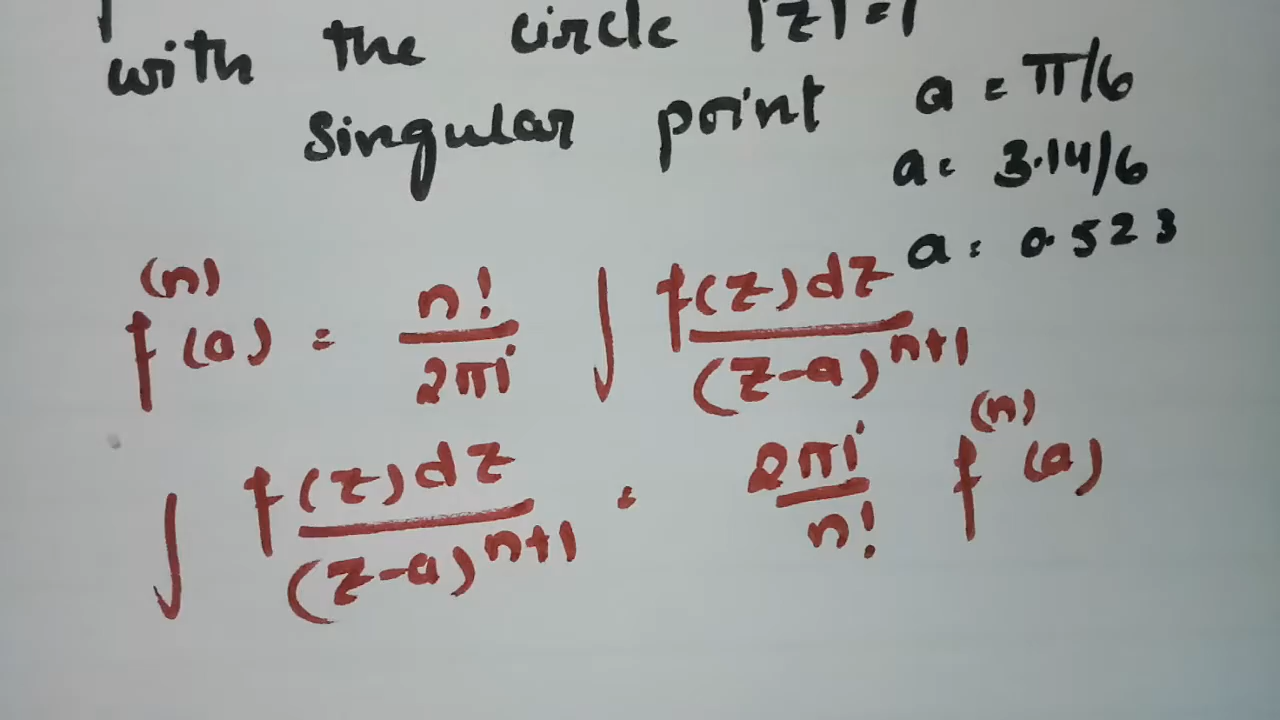 with the circle |z|=1
singular point a = π/6
a = 3.14/6
a = 0.523
f^(n)(a) = n!/2πi ∫ f(z)dz/(z-a)^n+1
∫ f(z)dz/(z-a)^n+1 = 2πi/n! f^(n)(a)